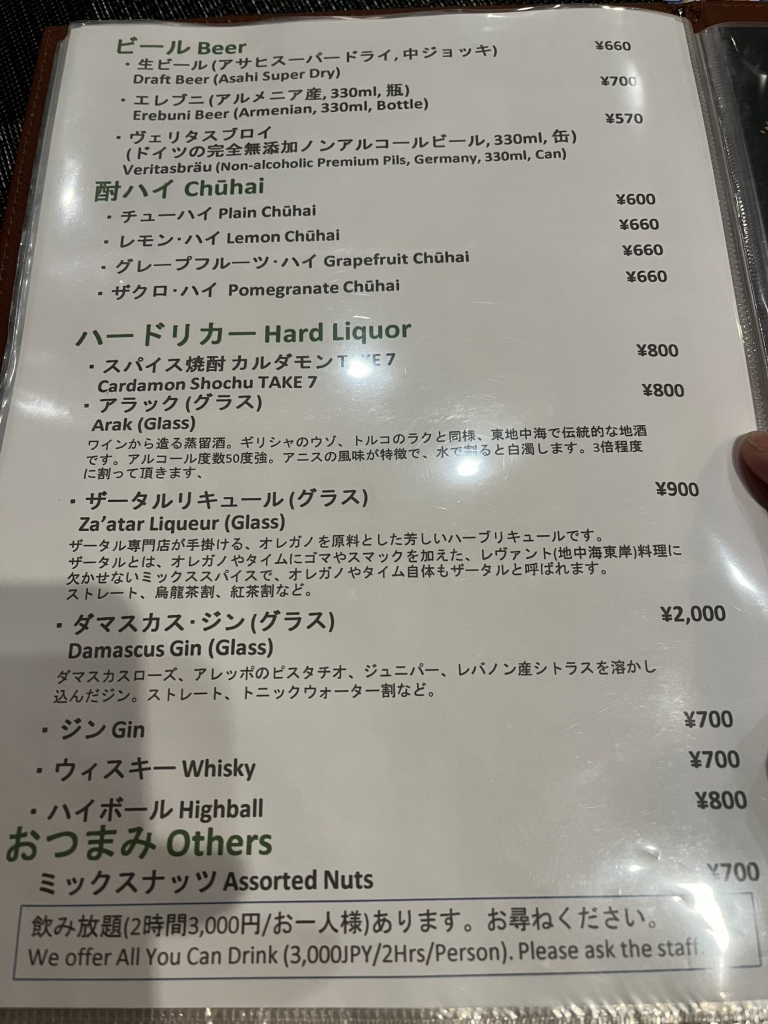 ビール Beer
・生ビール (アサヒスーパードライ, 中ジョッキ) ¥660
Draft Beer (Asahi Super Dry)
・エレブニ (アルメニア産, 330ml, 瓶) ¥700
Erebuni Beer (Armenian, 330ml, Bottle)
・ヴェリタスブロイ ¥570
(ドイツの完全無添加ノンアルコールビール, 330ml, 缶)
Veritasbräu (Non-alcoholic Premium Pils, Germany, 330ml, Can)
酎ハイ Chūhai
・チューハイ Plain Chūhai ¥600
・レモン・ハイ Lemon Chūhai ¥660
・グレープフルーツ・ハイ Grapefruit Chūhai ¥660
・ザクロ・ハイ Pomegranate Chūhai ¥660
ハードリカー Hard Liquor
・スパイス焼酎 カルダモン TAKE 7 ¥800
Cardamon Shochu TAKE 7
・アラック (グラス) ¥800
Arak (Glass)
ワインから造る蒸留酒。ギリシャのウゾ、トルコのラクと同様、東地中海で伝統的な地酒
です。アルコール度数50度強。アニスの風味が特徴で、水で割ると白濁します。3倍程度
に割って頂きます、
・ザータルリキュール (グラス) ¥900
Za'atar Liqueur (Glass)
ザータル専門店が手掛ける、オレガノを原料とした芳しいハーブリキュールです。
ザータルとは、オレガノやタイムにゴマやスマックを加えた、レヴァント(地中海東岸)料理に
欠かせないミックススパイスで、オレガノやタイム自体もザータルと呼ばれます。
ストレート、烏龍茶割、紅茶割など。
・ダマスカス・ジン (グラス) ¥2,000
Damascus Gin (Glass)
ダマスカスローズ、アレッポのピスタチオ、ジュニパー、レバノン産シトラスを溶かし
込んだジン。ストレート、トニックウォーター割など。
・ジン Gin ¥700
・ウィスキー Whisky ¥700
・ハイボール Highball ¥800
おつまみ Others
ミックスナッツ Assorted Nuts ¥700
飲み放題(2時間3,000円/お一人様)あります。お尋ねください。
We offer All You Can Drink (3,000JPY/2Hrs/Person). Please ask the staff.